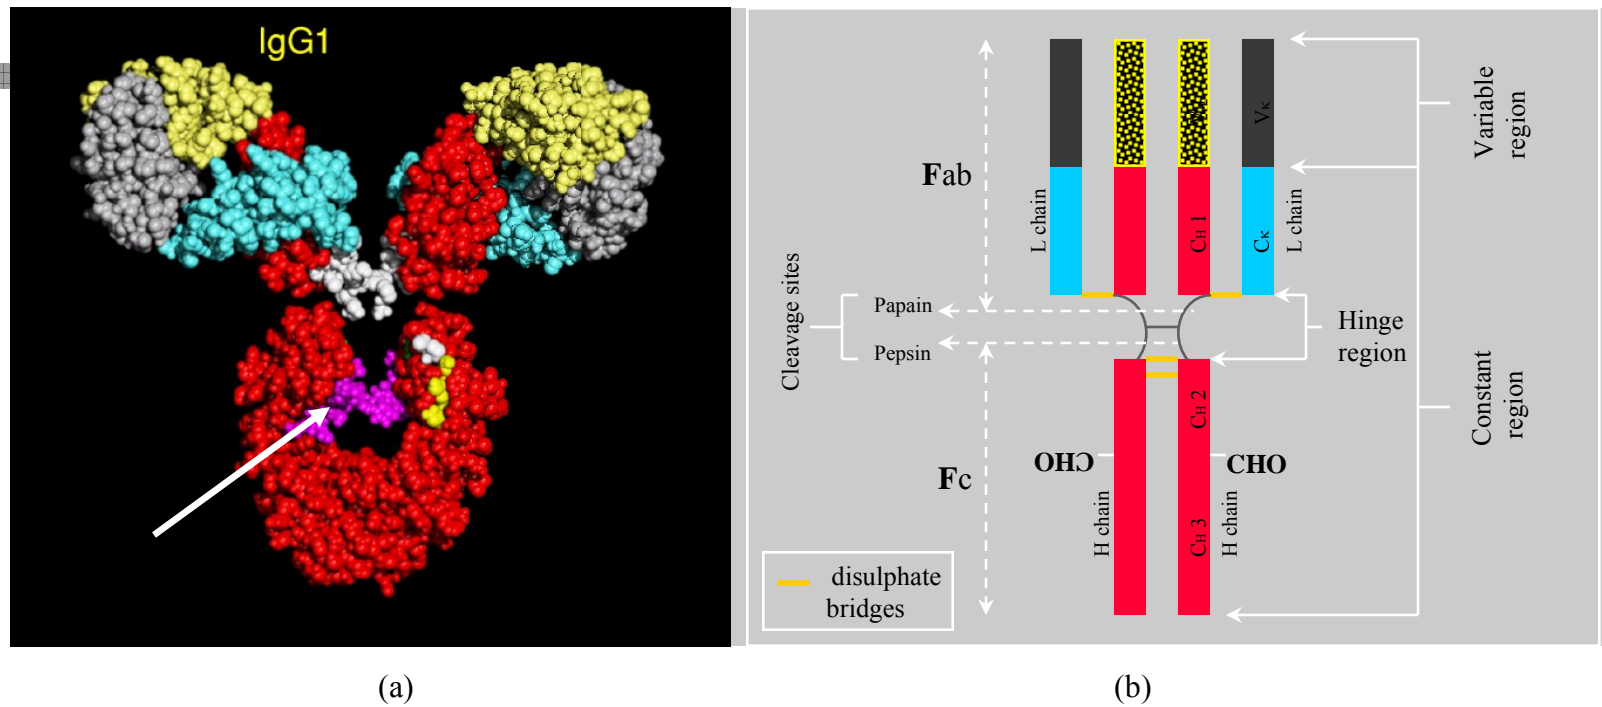 IgG1
Fab
Fc
Cleavage sites
Papain
Pepsin
L chain
CH 1
Cκ
Vκ
L chain
Variable
region
Hinge
region
Constant
region
CH 2
OHC
CHO
H chain
CH 3
H chain
disulphate
bridges
(a)
(b)